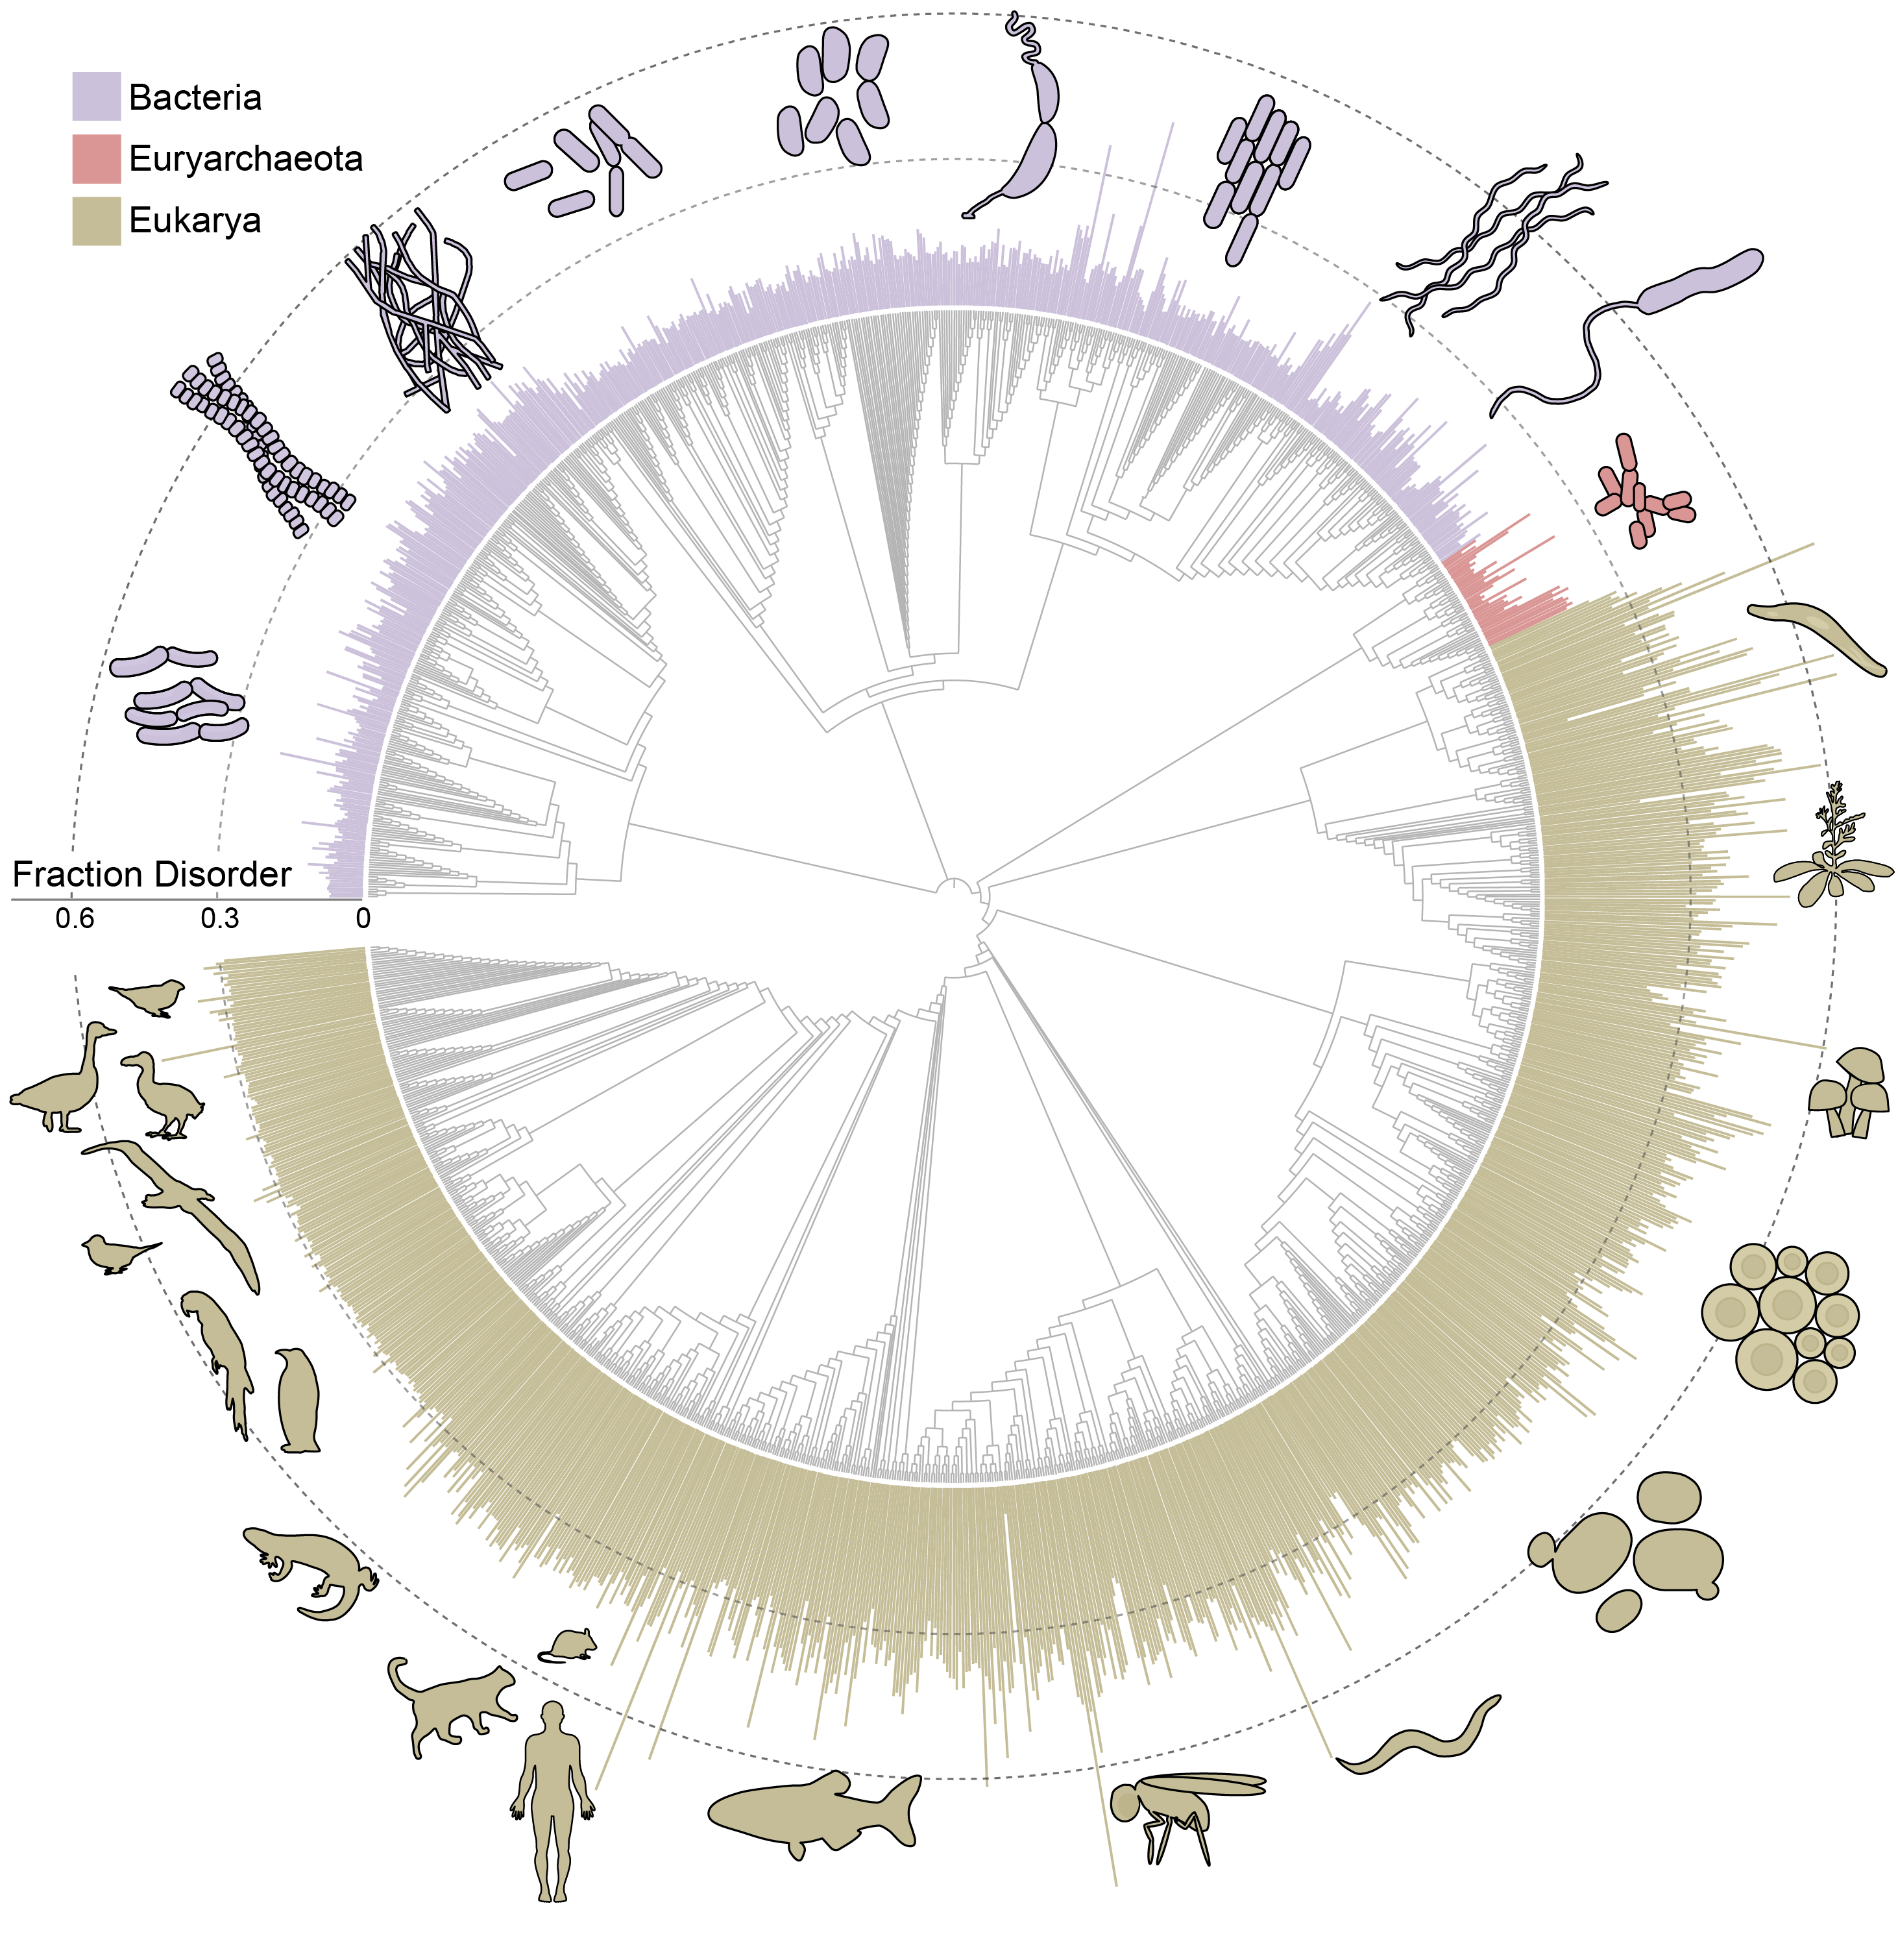 Bacteria
Euryarchaeota
Eukarya
Fraction Disorder
0.6 0.3 0